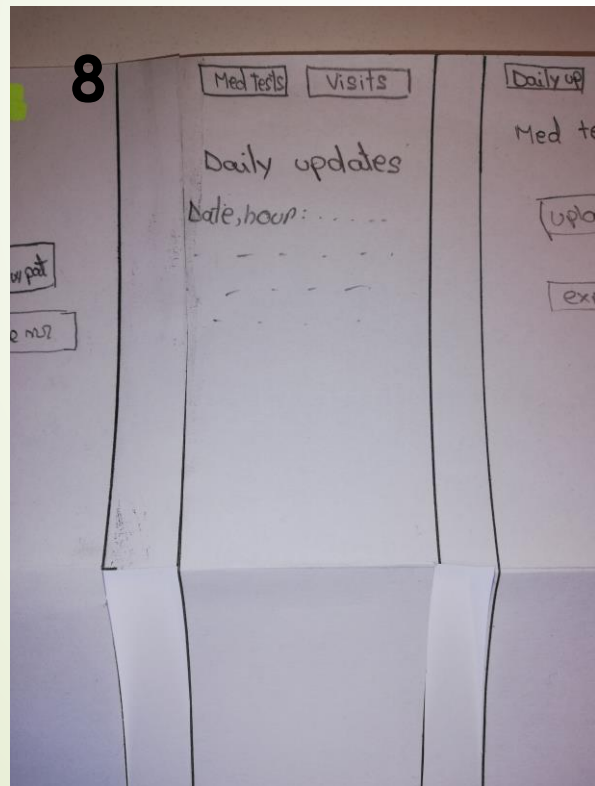 8
Med Tests Visits
Daily updates
Date, hour: ......
Daily up
Med te
uplo
ex
pat